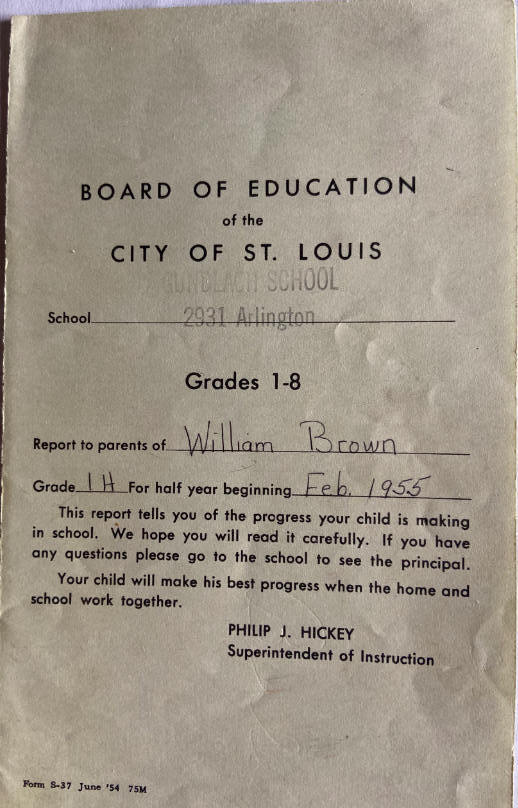 BOARD OF EDUCATION
of the
CITY OF ST. LOUIS
GUNDLACH SCHOOL
School 2931 Arlington
Grades 1-8
Report to parents of William Brown
Grade 1H For half year beginning Feb. 1955
This report tells you of the progress your child is making
in school. We hope you will read it carefully. If you have
any questions please go to the school to see the principal.
Your child will make his best progress when the home and
school work together.
PHILIP J. HICKEY
Superintendent of Instruction
Form S-37 June '54 75M